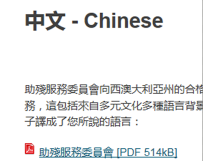 中文 - Chinese
助殘服務委員會向西澳大利亞州的合格
務，這包括來自多元文化多種語言背景
子譯成了您所說的語言：
助殘服務委員會 [PDF 514kB]